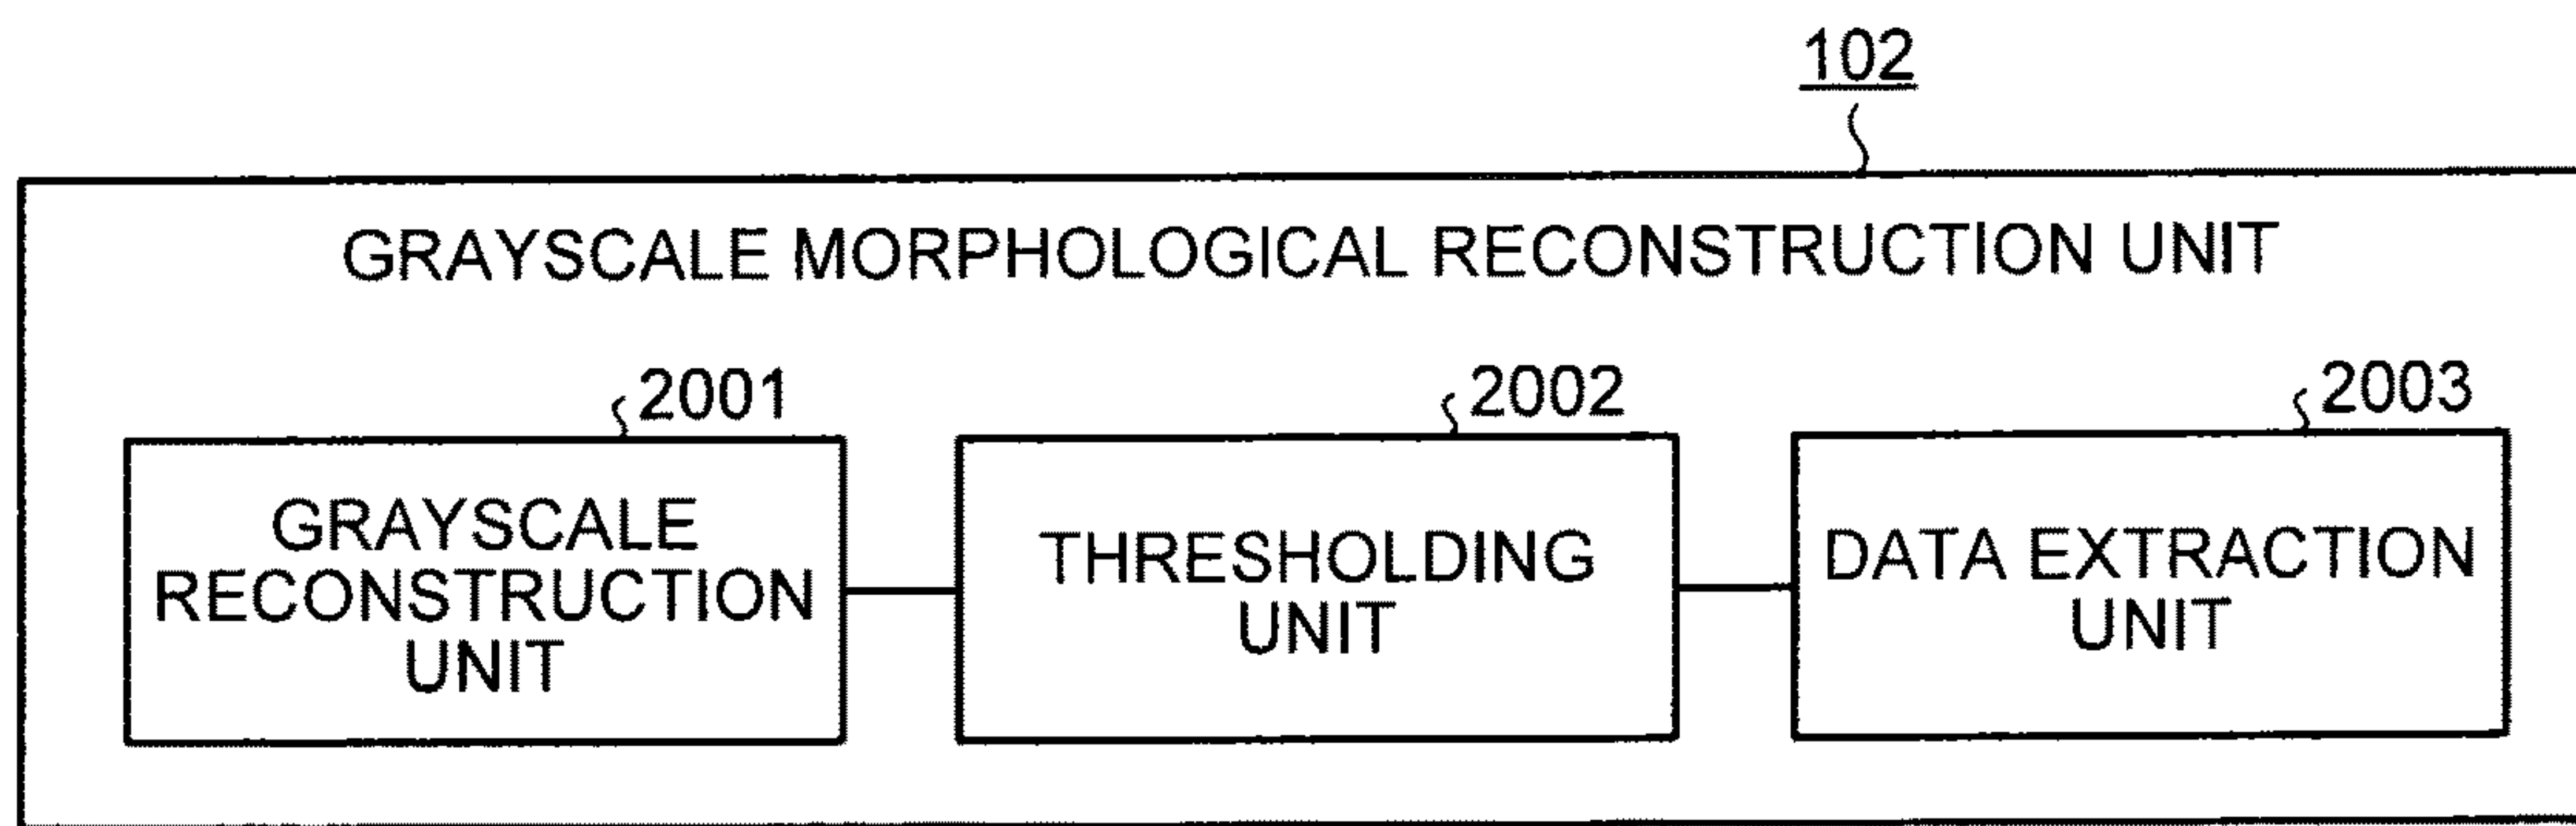 102
GRAYSCALE MORPHOLOGICAL RECONSTRUCTION UNIT
2001
GRAYSCALE
RECONSTRUCTION
UNIT
2002
THRESHOLDING
UNIT
2003
DATA EXTRACTION
UNIT